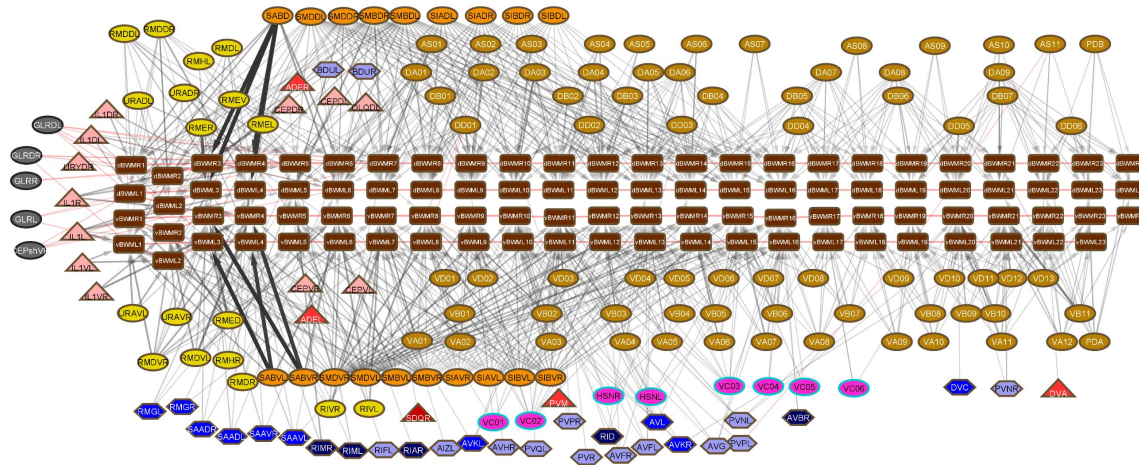 SABD SMDDL SMDDR SMBDR SMBDL SIADL SIADR SIBDR SIBDL
RMDDL RMDDR RMDL RMHL
AS01 AS02 AS03 AS04 AS05 AS06 AS07 AS08 AS09 AS10 AS11 PDB
BDUL BDUR
DA01 DA02 DA03 DA04 DA05 DA06 DA07 DA08 DA09
URADL URADR RMEV ADER CEPDL OLQDL
DB01 DB02 DB03 DB04 DB05 DB06 DB07
IL1DR CEPDR
GLRDL RMER RMEL
DD01 DD02 DD03 DD04 DD05 DD06
IL1DL
GLRDR URYDR
dBWMR1 dBWMR2 dBWMR3 dBWMR4 dBWMR5 dBWMR6 dBWMR7 dBWMR8 dBWMR9 dBWMR10 dBWMR11 dBWMR12 dBWMR13 dBWMR14 dBWMR15 dBWMR16 dBWMR17 dBWMR18 dBWMR19 dBWMR20 dBWMR21 dBWMR22 dBWMR23
GLRR IL1R
dBWML1 dBWML2 dBWML3 dBWML4 dBWML5 dBWML6 dBWML7 dBWML8 dBWML9 dBWML10 dBWML11 dBWML12 dBWML13 dBWML14 dBWML15 dBWML16 dBWML17 dBWML18 dBWML19 dBWML20 dBWML21 dBWML22 dBWML23
GLRL IL1L
vBWMR1 vBWMR2 vBWMR3 vBWMR4 vBWMR5 vBWMR6 vBWMR7 vBWMR8 vBWMR9 vBWMR10 vBWMR11 vBWMR12 vBWMR13 vBWMR14 vBWMR15 vBWMR16 vBWMR17 vBWMR18 vBWMR19 vBWMR20 vBWMR21 vBWMR22 vBWMR23
IL1VL
vBWML1 vBWML2 vBWML3 vBWML4 vBWML5 vBWML6 vBWML7 vBWML8 vBWML9 vBWML10 vBWML11 vBWML12 vBWML13 vBWML14 vBWML15 vBWML16 vBWML17 vBWML18 vBWML19 vBWML20 vBWML21 vBWML22 vBWML23
IL1VR CEPVR CEPVL
VD01 VD02 VD03 VD04 VD05 VD06 VD07 VD08 VD09 VD10 VD11 VD12 VD13
URAVL URAVR RMED ADEL
VB01 VB02 VB03 VB04 VB05 VB06 VB07 VB08 VB09 VB10 VB11
RMDVR RMDVL RMHR RMDR
VA01 VA02 VA03 VA04 VA05 VA06 VA07 VA08 VA09 VA10 VA11 VA12 PDA
SABVL SABVR SMDVR SMDVL SMBVL SMBVR SIAVR SIAVL SIBVL SIBVR
HSNR HSNL VC03 VC04 VC05 VC06 DVC PVNR DVA
RMGL RMGR RIVR RIVL SDQR PVM
VC01 VC02 PVPR AVL PVNL AVBR
SAADR SAADL SAAVR SAAVL RID
RIMR RIML RIFL RIAR AIZL AVKL AVHR PVQL PVR AVFR AVFL AVKR AVG PVPL